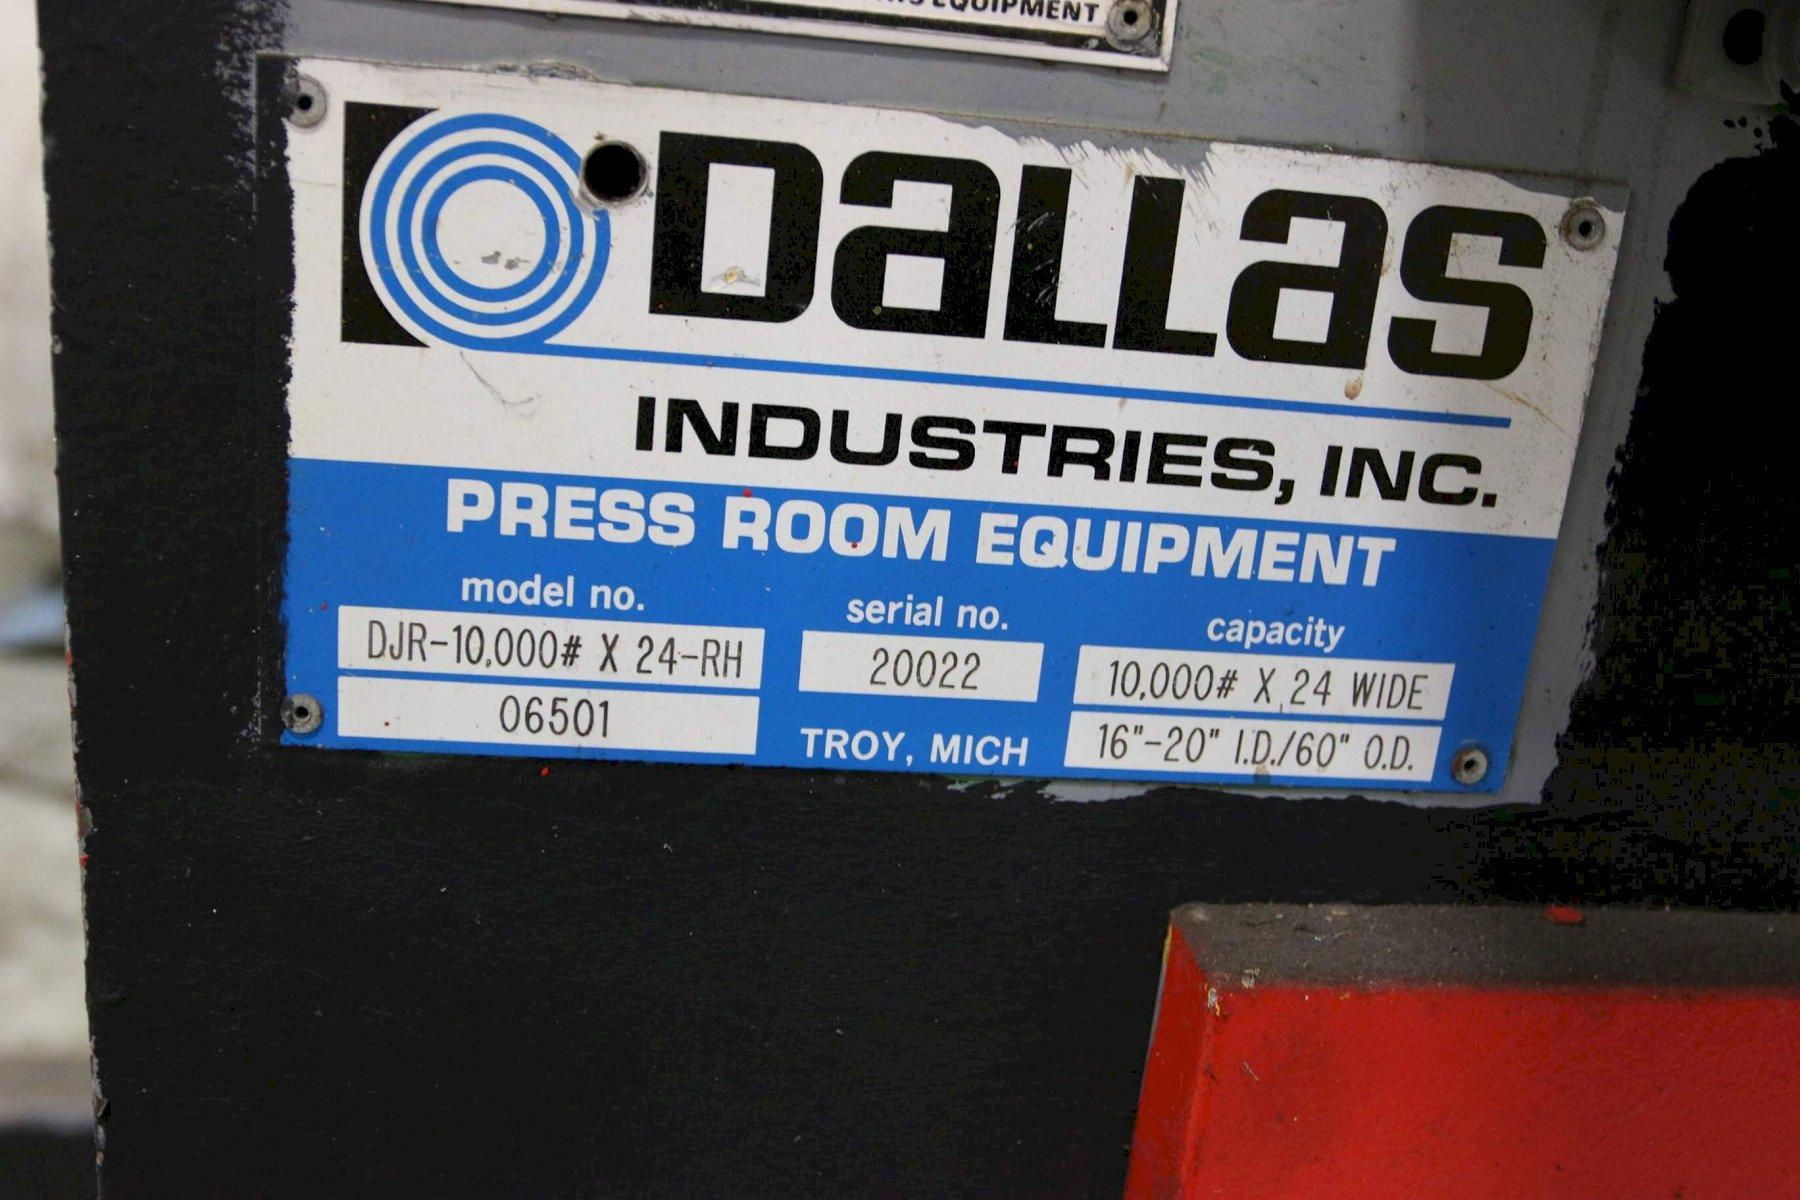 EQUIPMENT
DALLAS
INDUSTRIES, INC.
PRESS ROOM EQUIPMENT
model no.
DJR-10,000# X 24-RH
06501
serial no.
20022
TROY, MICH
capacity
10,000# X 24 WIDE
16"-20" I.D./60" O.D.